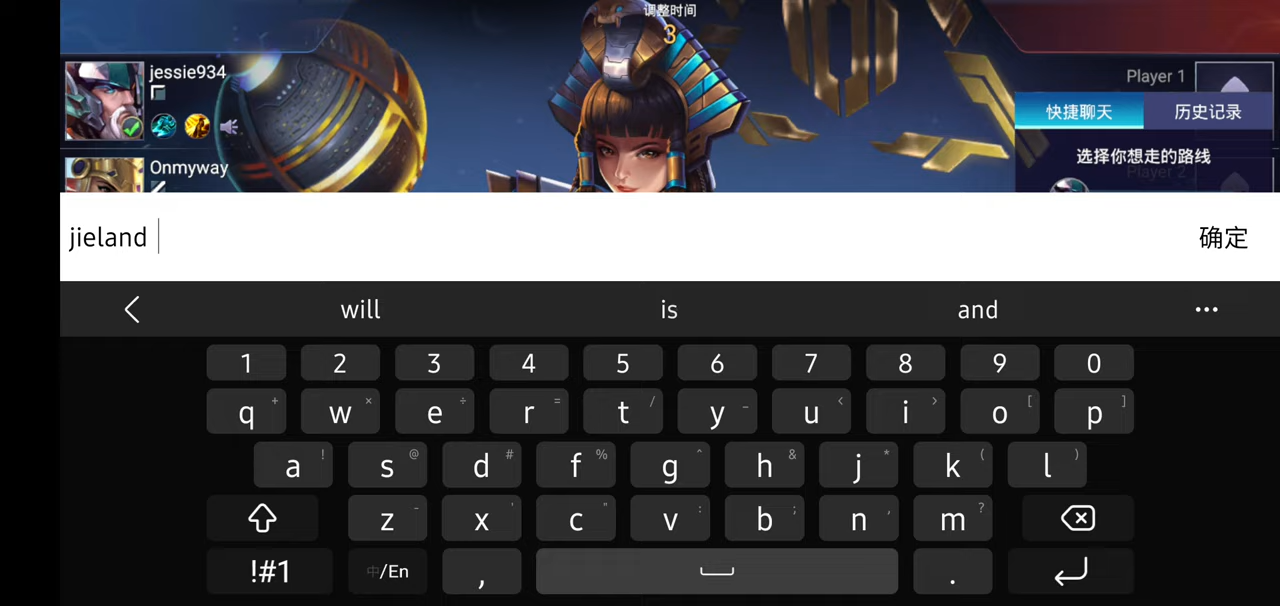 调整时间
3
jessie934
Player 1
快捷聊天 历史记录
选择你想走的路线
Onmyway
Player 2
jieland
确定
will is and
1 2 3 4 5 6 7 8 9 0
q + w × e ÷ r = t / y _ u < i > o [ p ]
a ! s @ d # f % g ^ h & j * k ( l )
z - x ' c " v : b ; n , m ?
!#1 中/En , .